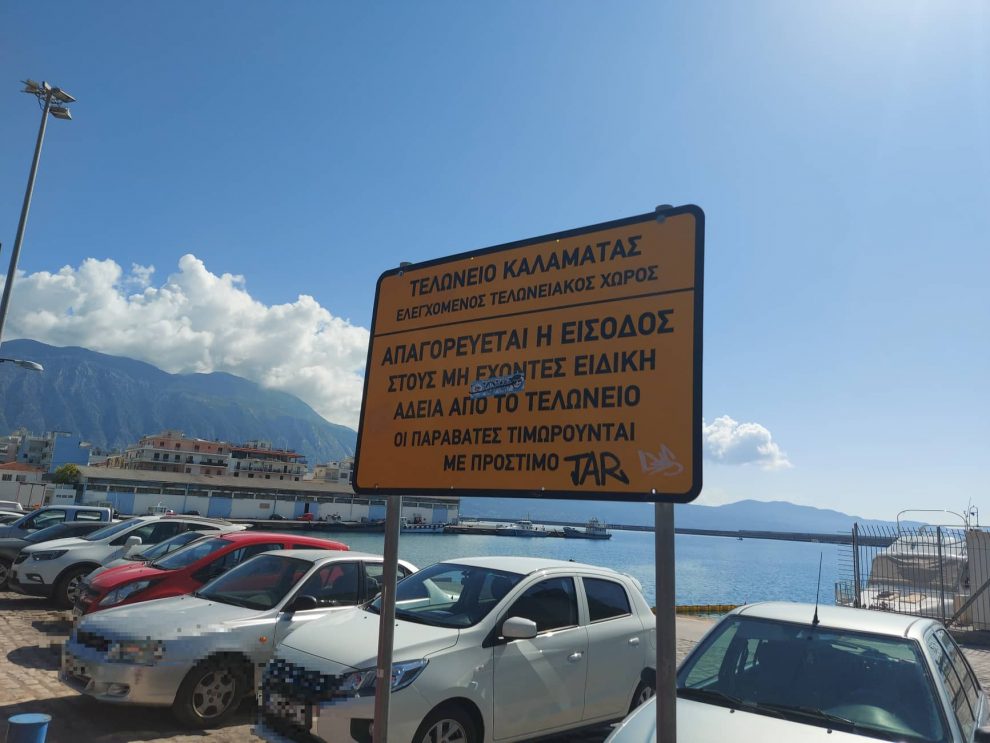 ΤΕΛΩΝΕΙΟ ΚΑΛΑΜΑΤΑΣ
ΕΛΕΓΧΟΜΕΝΟΣ ΤΕΛΩΝΕΙΑΚΟΣ ΧΩΡΟΣ
ΑΠΑΓΟΡΕΥΕΤΑΙ Η ΕΙΣΟΔΟΣ
ΣΤΟΥΣ ΜΗ ΕΧΟΝΤΕΣ ΕΙΔΙΚΗ
ΑΔΕΙΑ ΑΠΟ ΤΟ ΤΕΛΩΝΕΙΟ
ΟΙ ΠΑΡΑΒΑΤΕΣ ΤΙΜΩΡΟΥΝΤΑΙ
ΜΕ ΠΡΟΣΤΙΜΟ JAR